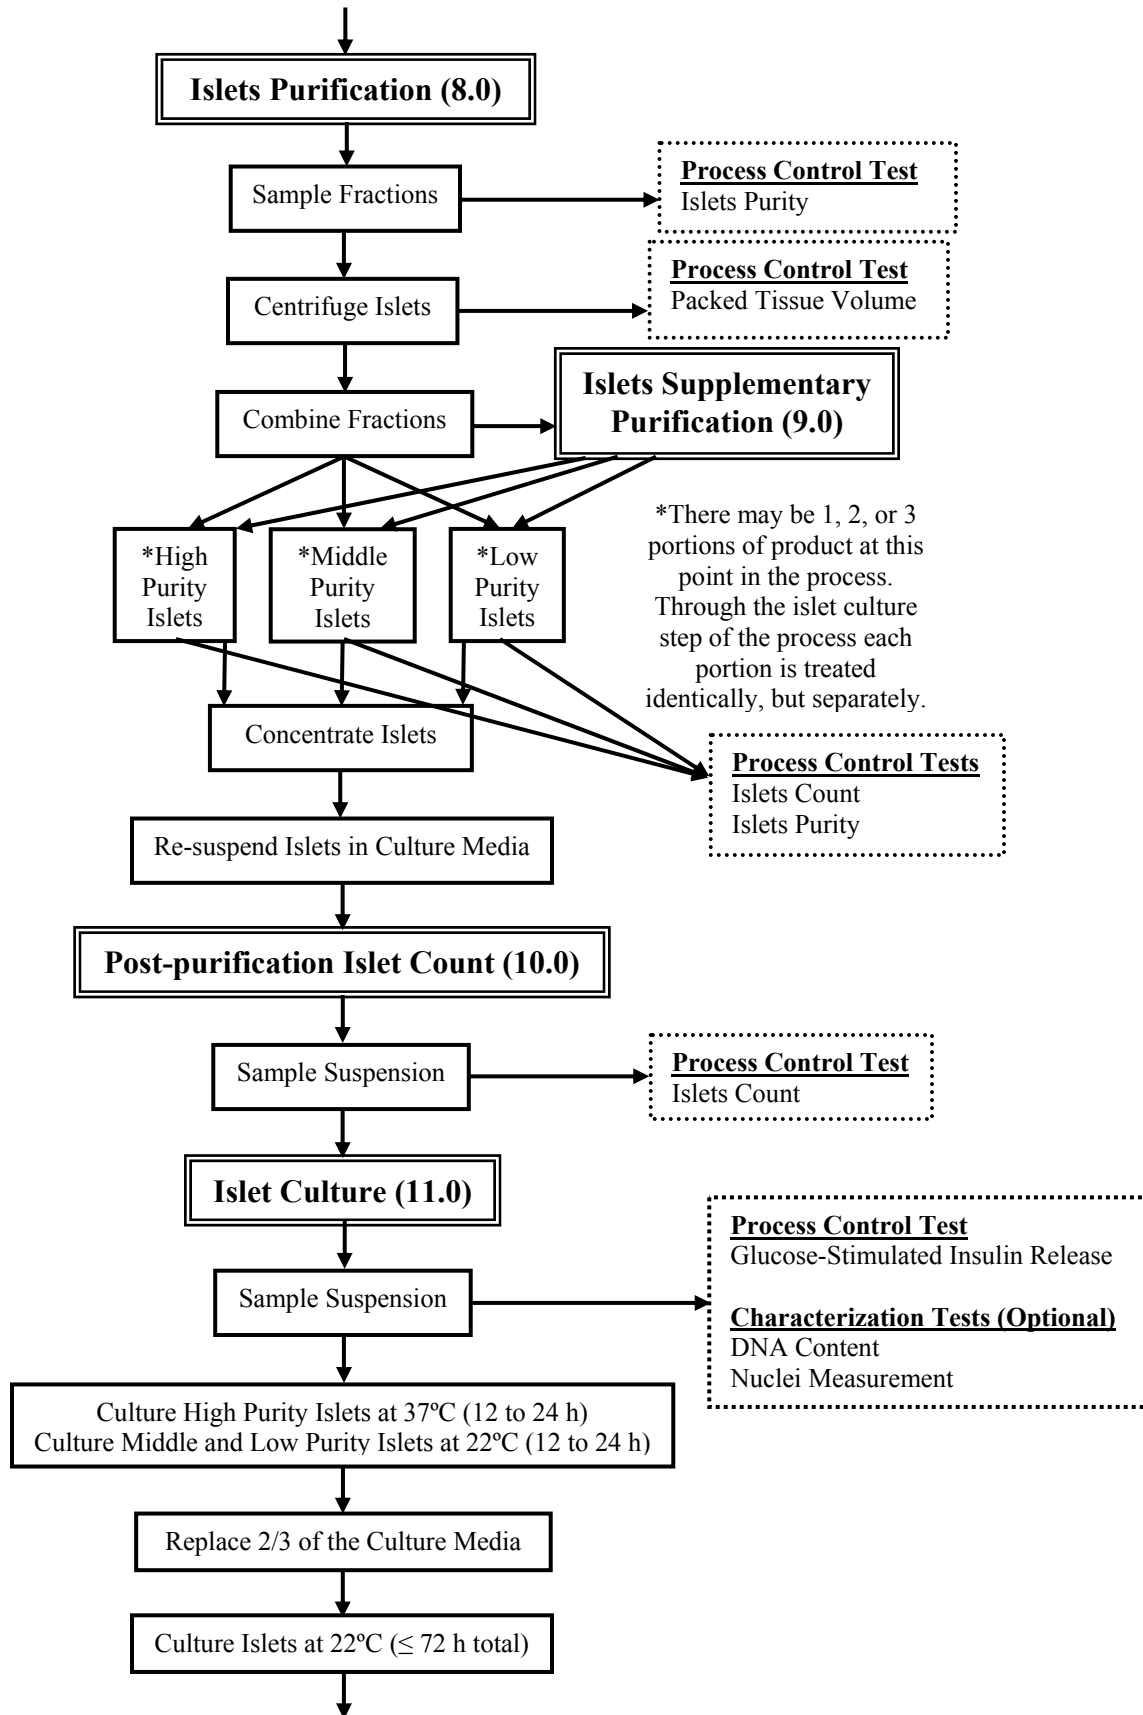 Islets Purification (8.0)
Sample Fractions
Process Control Test
Islets Purity
Centrifuge Islets
Process Control Test
Packed Tissue Volume
Combine Fractions
Islets Supplementary
Purification (9.0)
*High
Purity
Islets
*Middle
Purity
Islets
*Low
Purity
Islets
*There may be 1, 2, or 3
portions of product at this
point in the process.
Through the islet culture
step of the process each
portion is treated
identically, but separately.
Concentrate Islets
Process Control Tests
Islets Count
Islets Purity
Re-suspend Islets in Culture Media
Post-purification Islet Count (10.0)
Sample Suspension
Process Control Test
Islets Count
Islet Culture (11.0)
Sample Suspension
Process Control Test
Glucose-Stimulated Insulin Release
Characterization Tests (Optional)
DNA Content
Nuclei Measurement
Culture High Purity Islets at 37ºC (12 to 24 h)
Culture Middle and Low Purity Islets at 22ºC (12 to 24 h)
Replace 2/3 of the Culture Media
Culture Islets at 22ºC (≤ 72 h total)